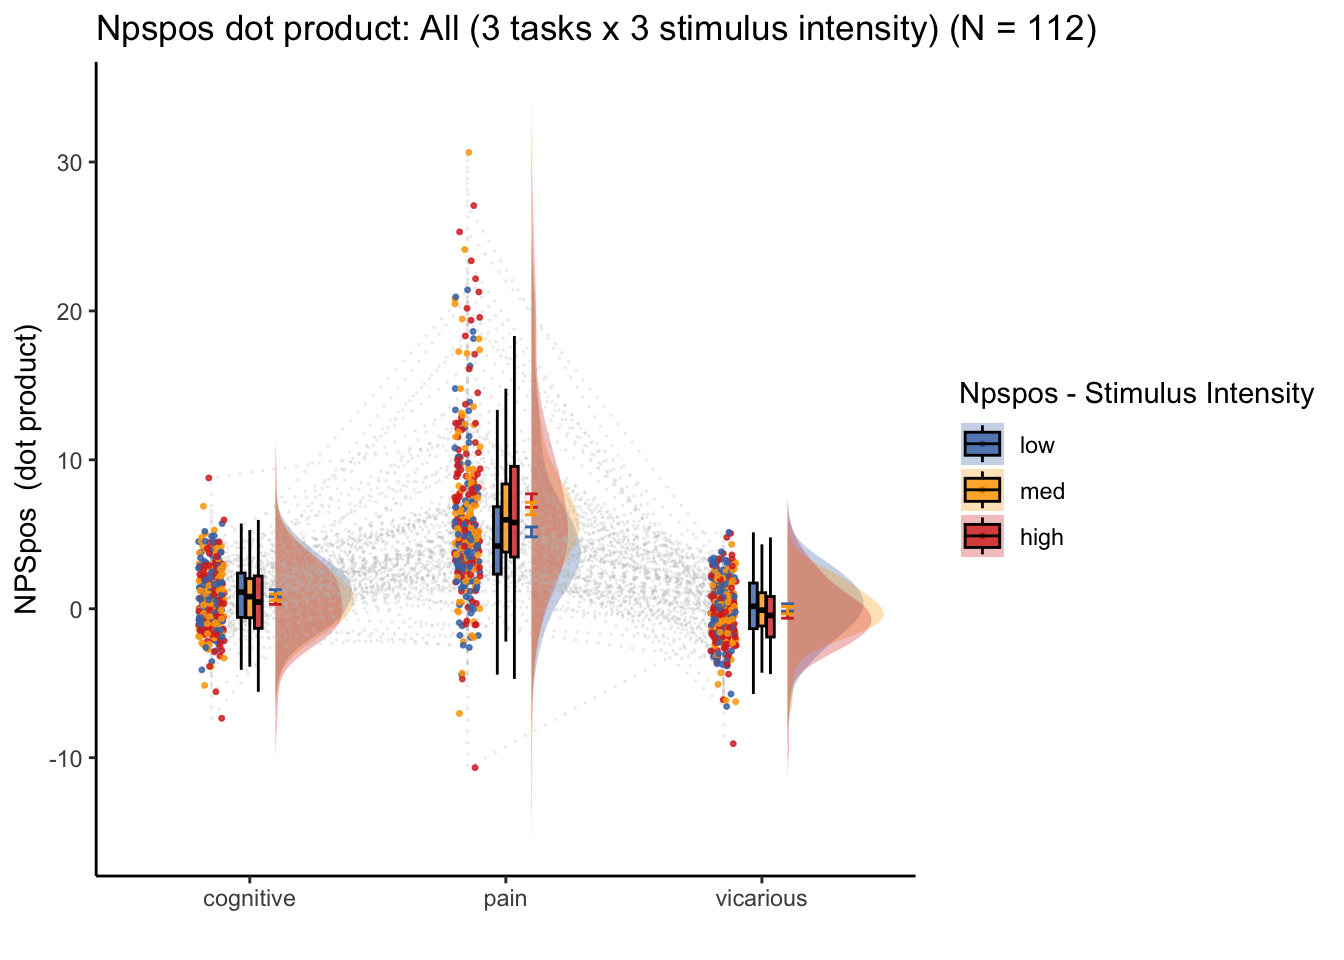 Npspos dot product: All (3 tasks x 3 stimulus intensity) (N = 112)
NPSpos (dot product)
30
20
10
0
-10
cognitive
pain
vicarious
Npspos - Stimulus Intensity
low
med
high